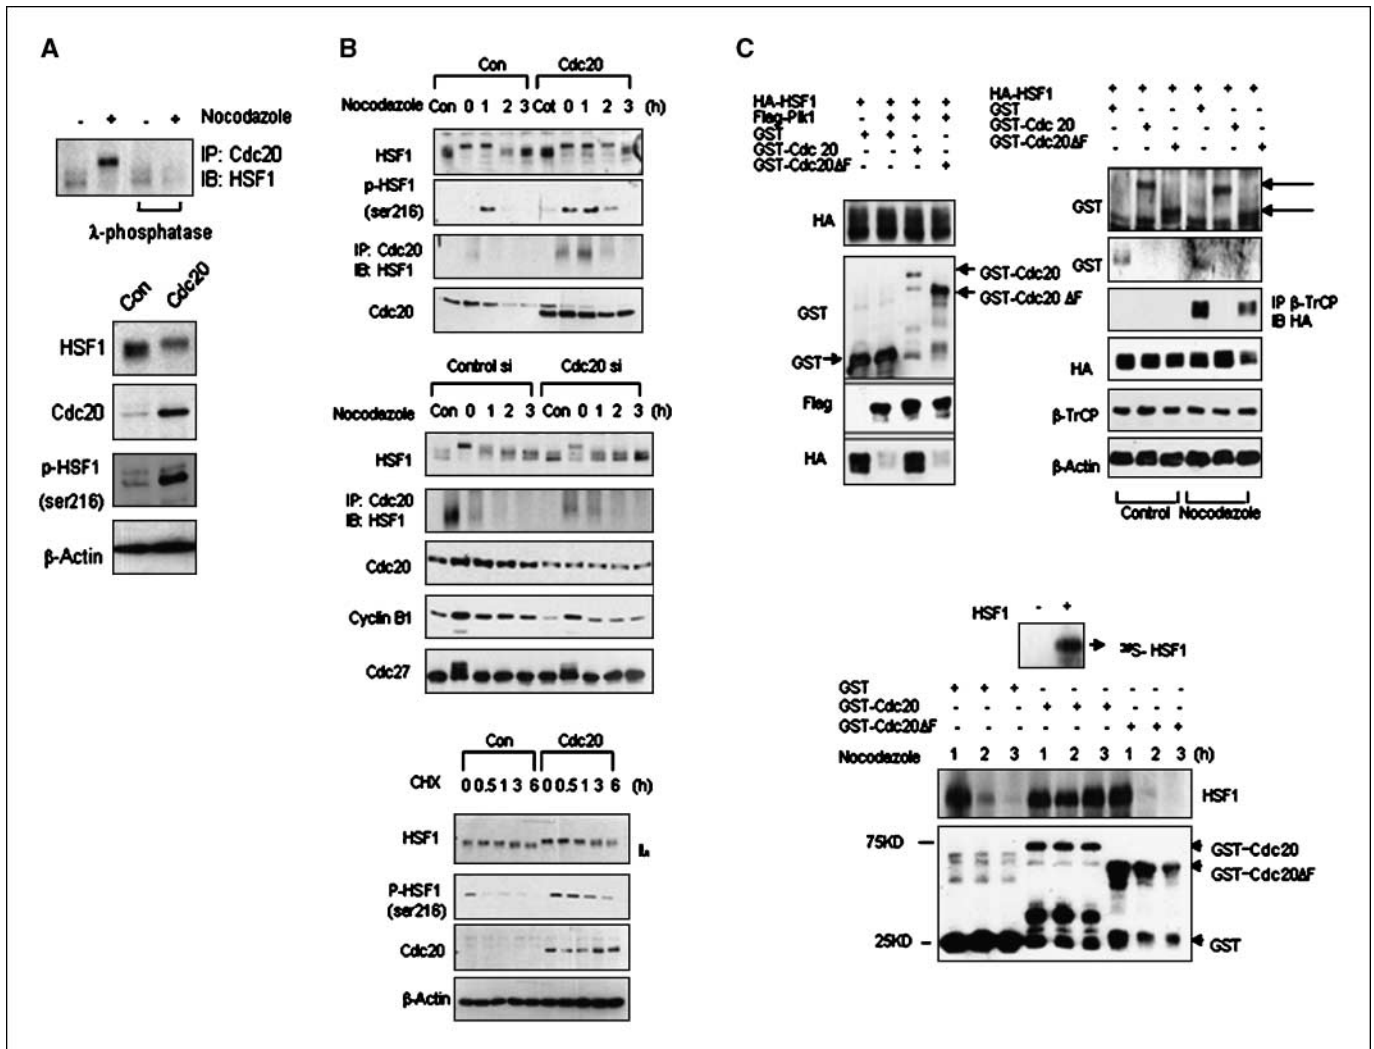 A
- + - +
Nocodazole
IP: Cdc20
IB: HSF1
λ-phosphatase
Con Cdc20
HSF1
Cdc20
p-HSF1
(ser216)
β-Actin
B
Con Cdc20
Nocodazole Con 0 1 2 3 Cot 0 1 2 3 (h)
HSF1
p-HSF1
(ser216)
IP: Cdc20
IB: HSF1
Cdc20
Control si Cdc20 si
Nocodazole Con 0 1 2 3 Con 0 1 2 3 (h)
HSF1
IP: Cdc20
IB: HSF1
Cdc20
Cyclin B1
Cdc27
Con Cdc20
CHX 0 0.5 1 3 6 0 0.5 1 3 6 (h)
HSF1
P-HSF1
(ser216)
Cdc20
β-Actin
C
HA-HSF1 + + + +
Flag-Plk1 - + + +
GST + + - -
GST-Cdc 20 - - + -
GST-Cdc20ΔF - - - +
HA
GST-Cdc20
GST-Cdc20 ΔF
GST
GST
Flag
HA
HA-HSF1 + + + + + +
GST + - - + - -
GST-Cdc 20 - + - - + -
GST-Cdc20ΔF - - + - - +
GST
GST
IP β-TrCP
IB HA
HA
β-TrCP
β-Actin
Control Nocodazole
HSF1 - +
³⁵S- HSF1
GST + + + - - - - - -
GST-Cdc20 - - - + + + - - -
GST-Cdc20ΔF - - - - - - + + +
Nocodazole 1 2 3 1 2 3 1 2 3 (h)
HSF1
75KD
GST-Cdc20
GST-Cdc20ΔF
25KD
GST